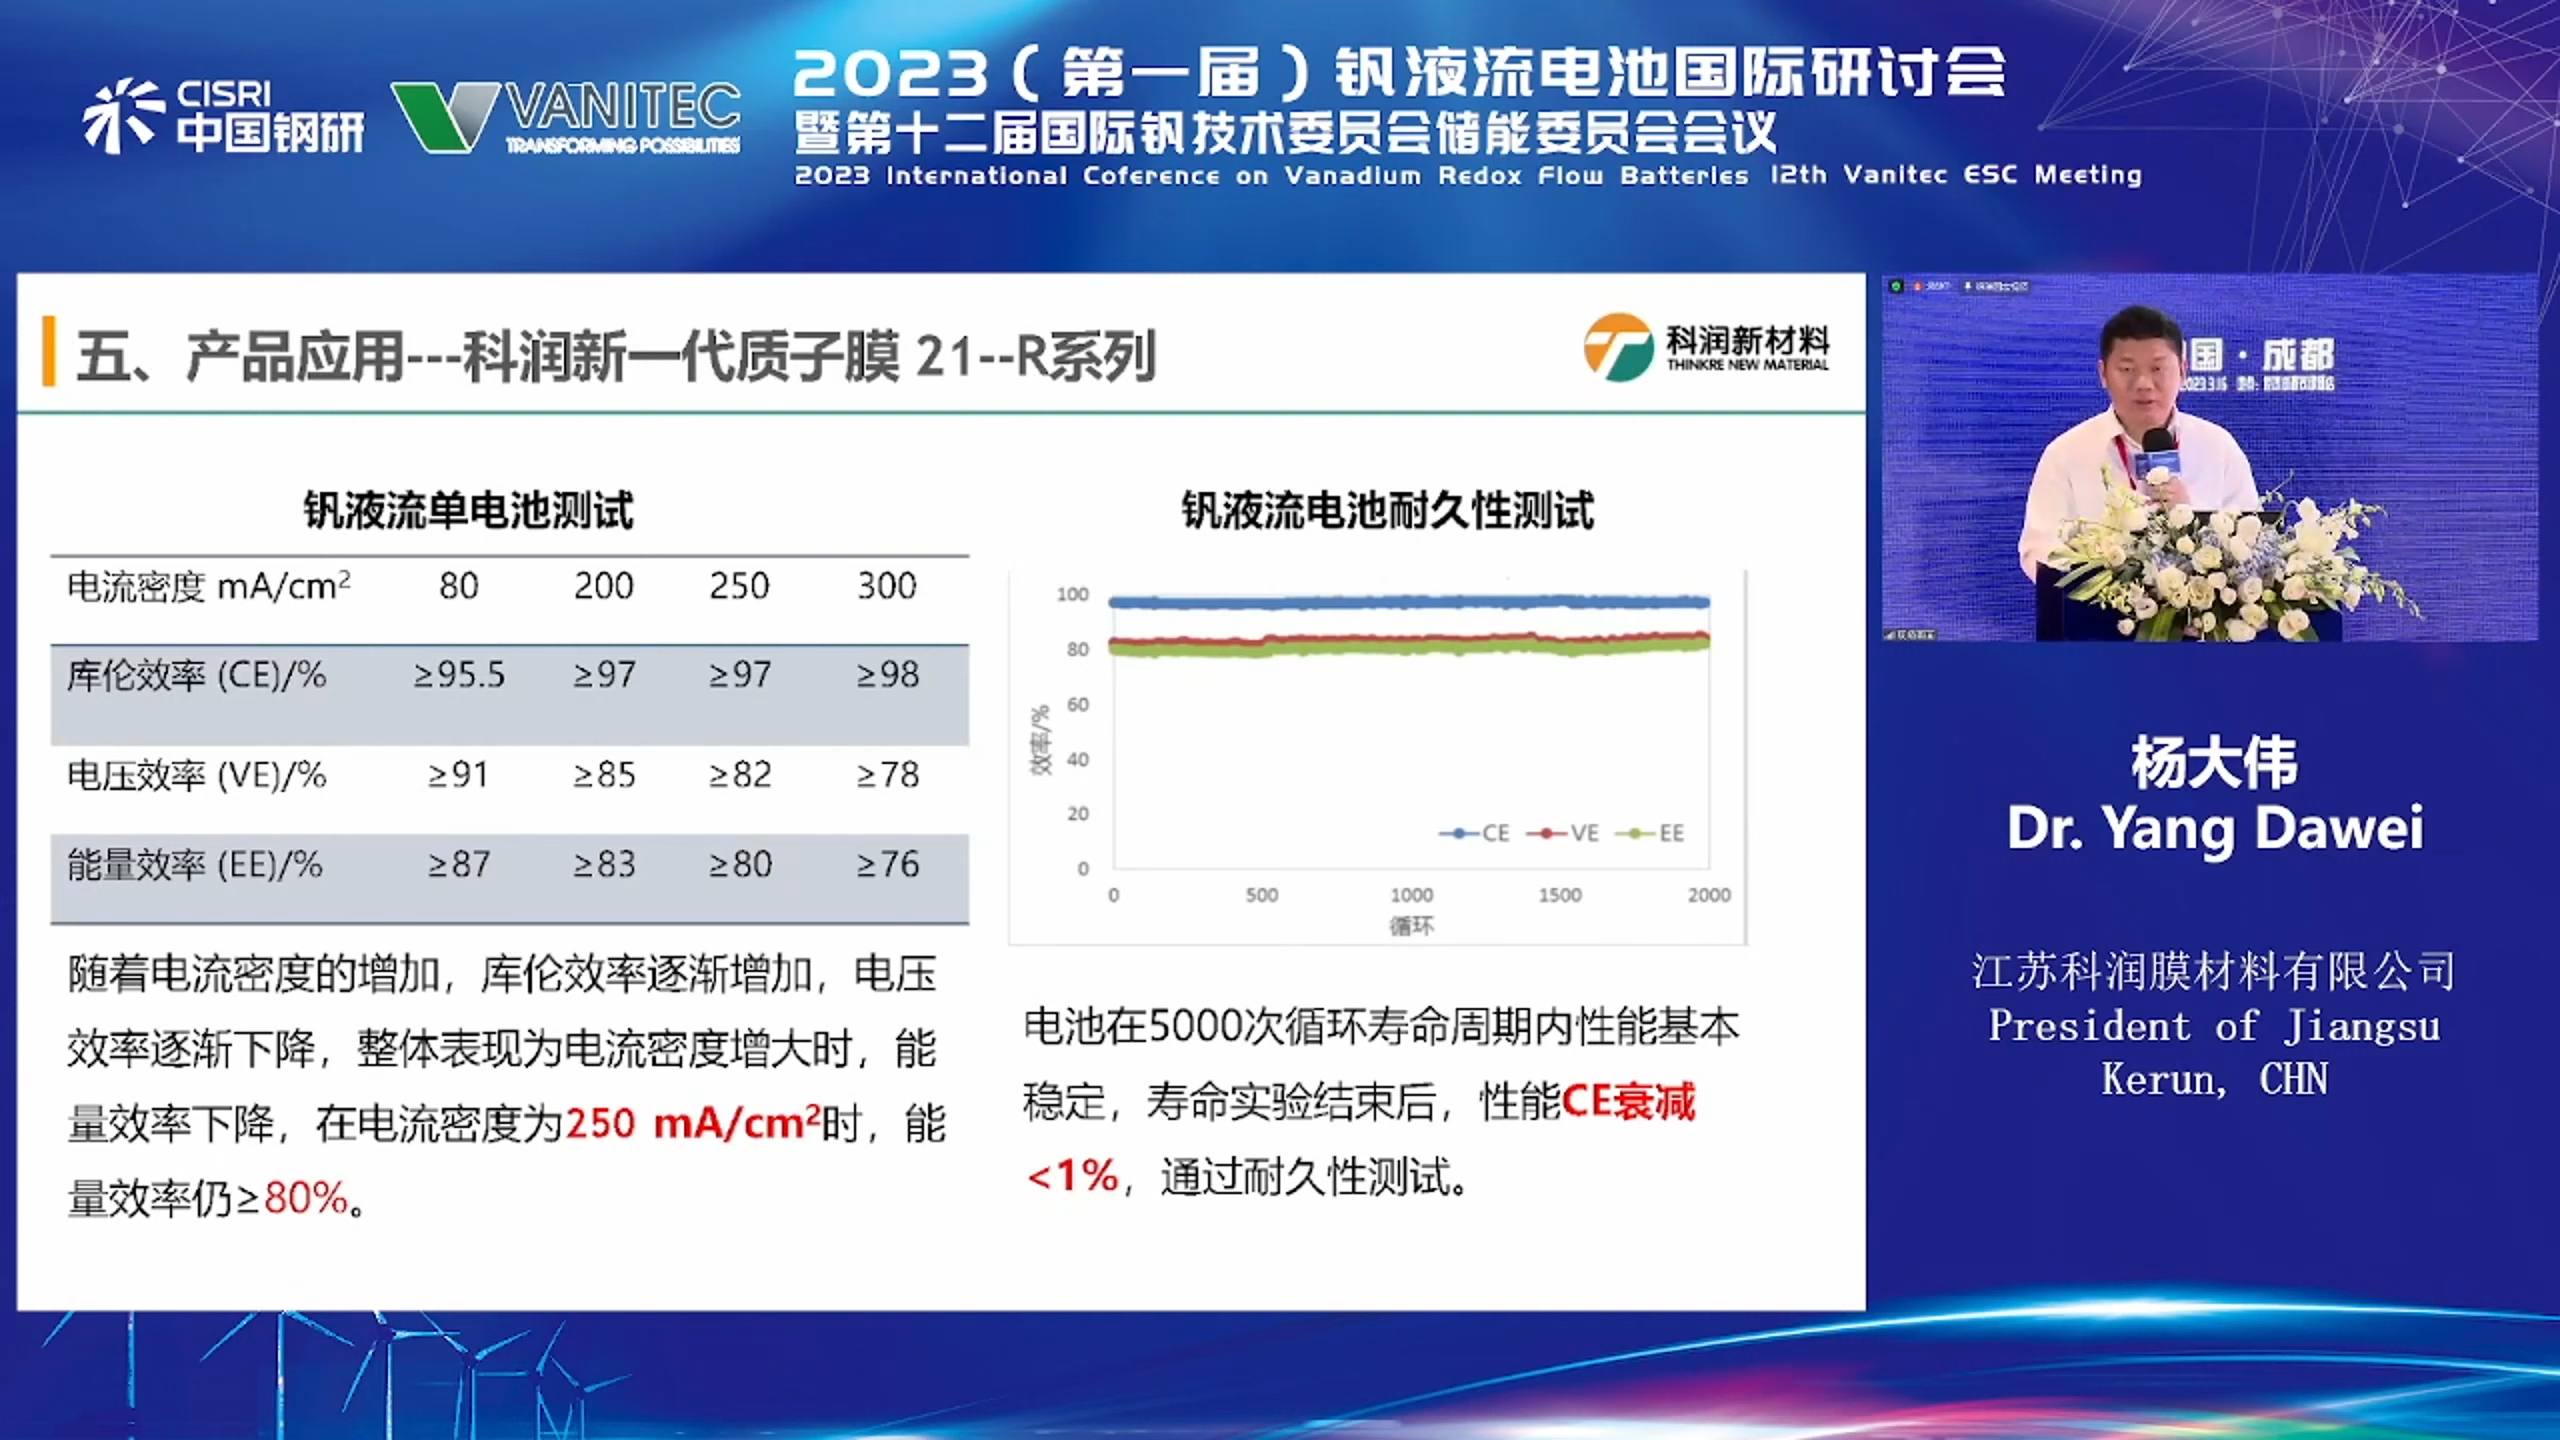 CISRI
中国钢研
VANITEC
TRANSFORMING POSSIBILITIES
2023（第一届）钒液流电池国际研讨会
暨第十二届国际钒技术委员会储能委员会会议
2023 International Coference on Vanadium Redox Flow Batteries 12th Vanitec ESC Meeting
五、产品应用---科润新一代质子膜 21--R系列
科润新材料
THINKRE NEW MATERIAL
钒液流单电池测试
电流密度 mA/cm² 80 200 250 300
库伦效率 (CE)/% ≥95.5 ≥97 ≥97 ≥98
电压效率 (VE)/% ≥91 ≥85 ≥82 ≥78
能量效率 (EE)/% ≥87 ≥83 ≥80 ≥76
随着电流密度的增加，库伦效率逐渐增加，电压
效率逐渐下降，整体表现为电流密度增大时，能
量效率下降，在电流密度为250 mA/cm²时，能
量效率仍≥80%。
钒液流电池耐久性测试
100
80
60
40
20
0
效率/%
CE VE EE
0 500 1000 1500 2000
循环
电池在5000次循环寿命周期内性能基本
稳定，寿命实验结束后，性能CE衰减
<1%，通过耐久性测试。
国·成都
杨大伟
Dr. Yang Dawei
江苏科润膜材料有限公司
President of Jiangsu
Kerun, CHN